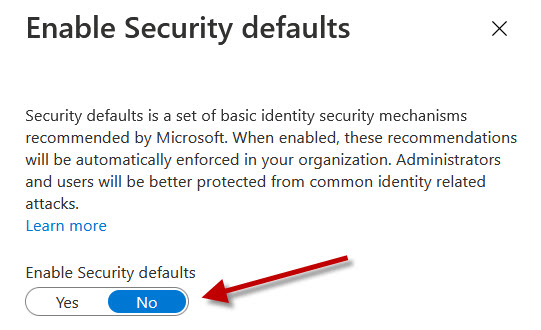 Enable Security defaults
Security defaults is a set of basic identity security mechanisms
recommended by Microsoft. When enabled, these recommendations
will be automatically enforced in your organization. Administrators
and users will be better protected from common identity related
attacks.
Learn more
Enable Security defaults
Yes No